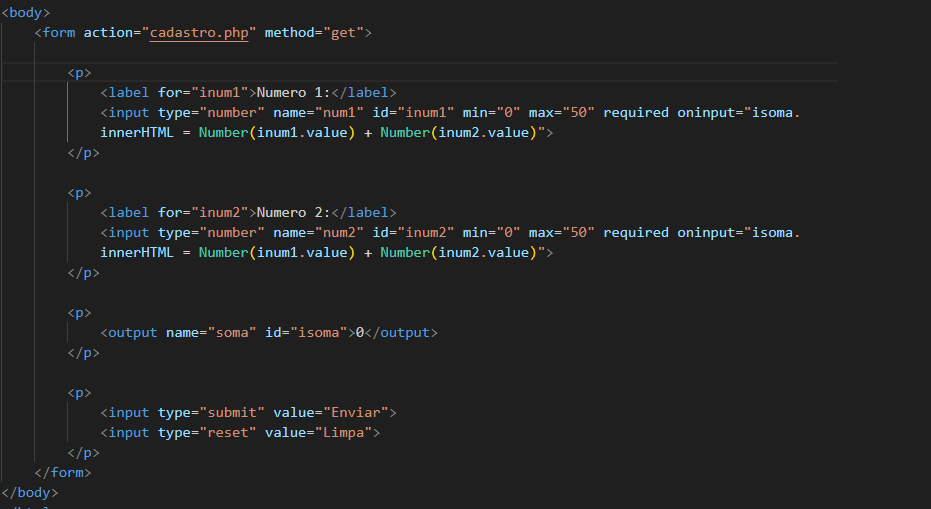 <body>
<form action="cadastro.php" method="get">
<p>
<label for="inum1">Numero 1:</label>
<input type="number" name="num1" id="inum1" min="0" max="50" required oninput="isoma.
innerHTML = Number(inum1.value) + Number(inum2.value)">
</p>
<p>
<label for="inum2">Numero 2:</label>
<input type="number" name="num2" id="inum2" min="0" max="50" required oninput="isoma.
innerHTML = Number(inum1.value) + Number(inum2.value)">
</p>
<p>
<output name="soma" id="isoma">0</output>
</p>
<p>
<input type="submit" value="Enviar">
<input type="reset" value="Limpa">
</p>
</form>
</body>